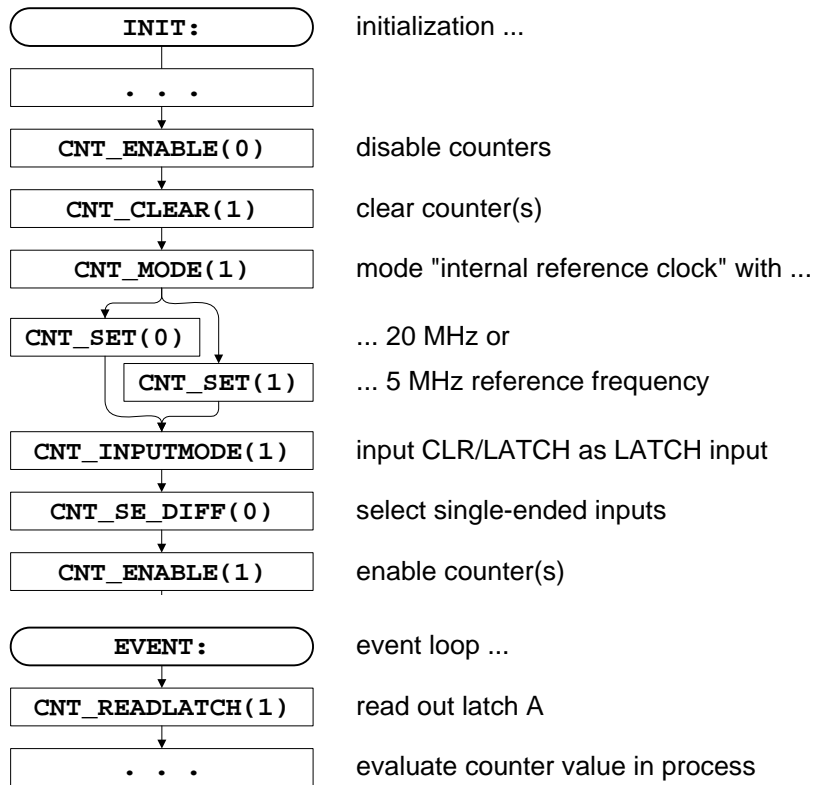 INIT: initialization ...
. . .
CNT_ENABLE(0) disable counters
CNT_CLEAR(1) clear counter(s)
CNT_MODE(1) mode "internal reference clock" with ...
CNT_SET(0) ... 20 MHz or
CNT_SET(1) ... 5 MHz reference frequency
CNT_INPUTMODE(1) input CLR/LATCH as LATCH input
CNT_SE_DIFF(0) select single-ended inputs
CNT_ENABLE(1) enable counter(s)
EVENT: event loop ...
CNT_READLATCH(1) read out latch A
. . . evaluate counter value in process